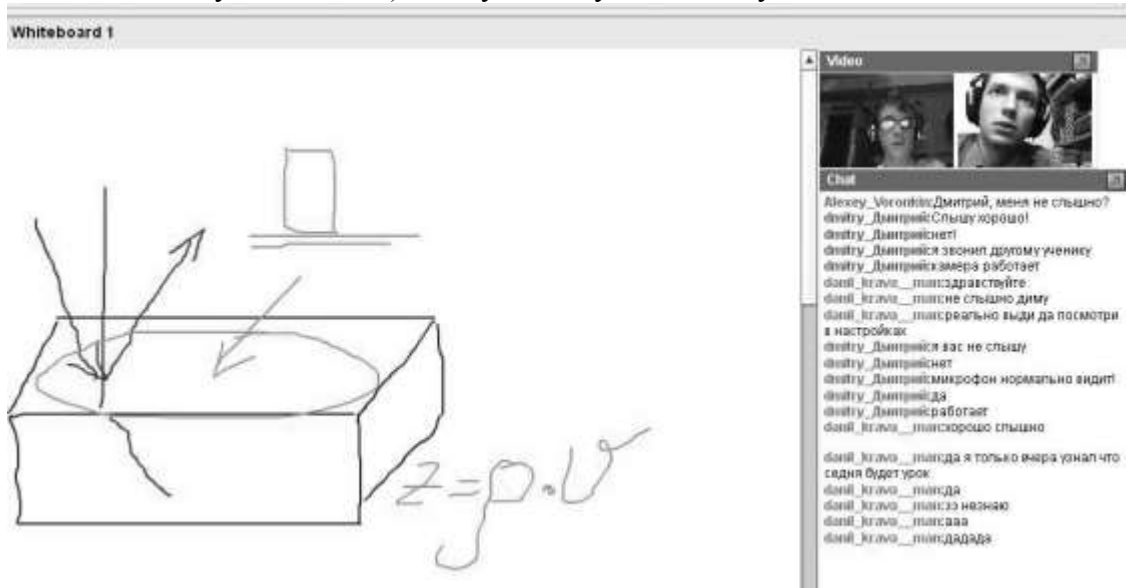 Whiteboard 1
Video
Chat
Alexey_Voronkin:Дмитрий, меня не слышно?
dmitry_Дмитрий:Слышу хорошо!
dmitry_Дмитрий:нет!
dmitry_Дмитрий:я звонил другому ученику
dmitry_Дмитрий:камера работает
danil_kravo__man:здравствуйте
danil_kravo__man:не слышно диму
danil_kravo__man:реально выди да посмотри
в настройках
dmitry_Дмитрий:я вас не слышу
dmitry_Дмитрий:нет
dmitry_Дмитрий:микрофон нормально видит!
dmitry_Дмитрий:да
dmitry_Дмитрий:работает
danil_kravo__man:хорошо слышно
danil_kravo__man:да я только вчера узнал что
седня будет урок
danil_kravo__man:да
danil_kravo__man:ээ незнаю
danil_kravo__man:ааа
danil_kravo__man:дадада
z=ρ·v